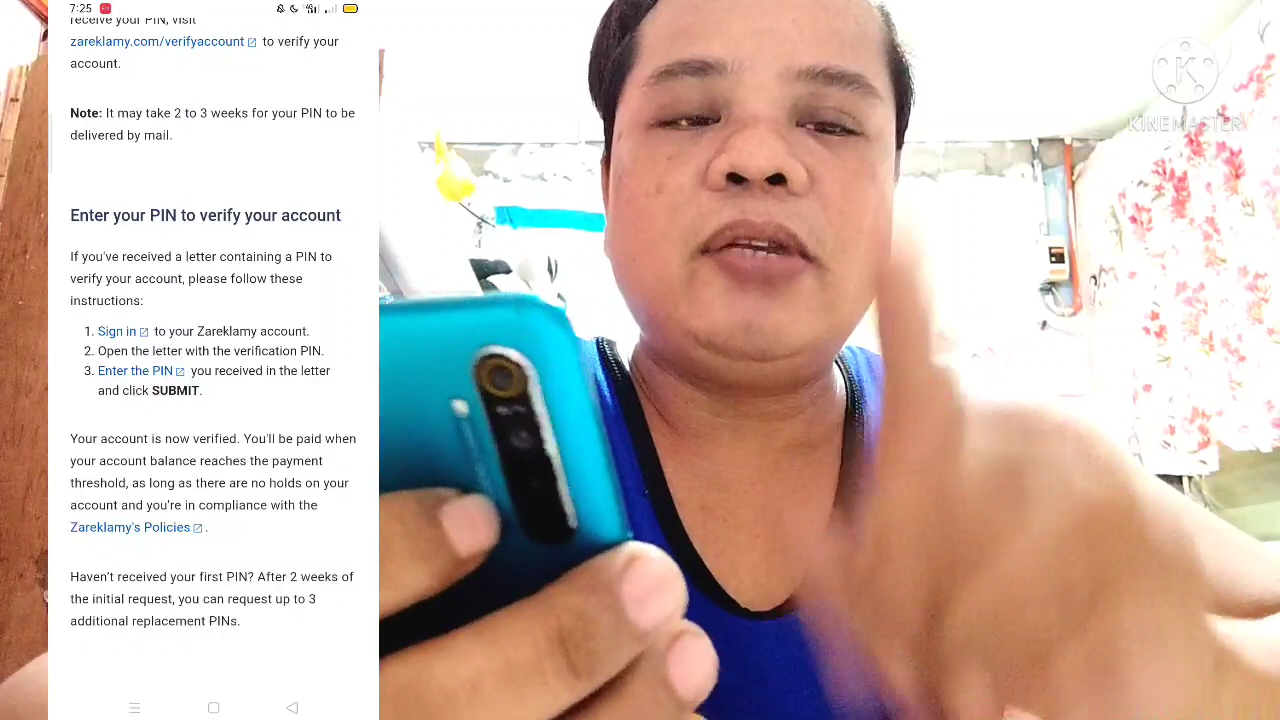 7:25
receive your PIN, visit
zareklamy.com/verifyaccount to verify your
account.
Note: It may take 2 to 3 weeks for your PIN to be
delivered by mail.
Enter your PIN to verify your account
If you've received a letter containing a PIN to
verify your account, please follow these
instructions:
1. Sign in to your Zareklamy account.
2. Open the letter with the verification PIN.
3. Enter the PIN you received in the letter
and click SUBMIT.
Your account is now verified. You'll be paid when
your account balance reaches the payment
threshold, as long as there are no holds on your
account and you're in compliance with the
Zareklamy's Policies.
Haven't received your first PIN? After 2 weeks of
the initial request, you can request up to 3
additional replacement PINs.
K
KINEMASTER